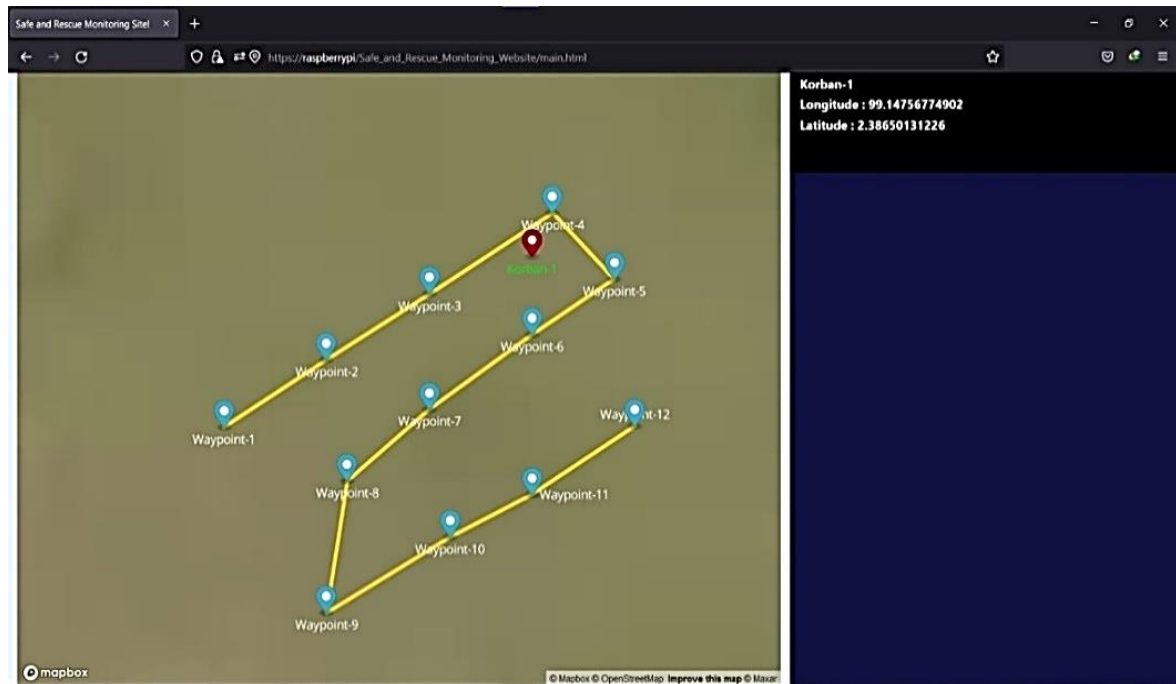 Safe and Rescue Monitoring Sitel
https://raspberrypi/Safe_and_Rescue_Monitoring_Website/main.html
Korban-1
Longitude : 99.14756774902
Latitude : 2.38650131226
Waypoint-4
Korban-1
Waypoint-5
Waypoint-3
Waypoint-6
Waypoint-2
Waypoint-12
Waypoint-7
Waypoint-1
Waypoint-8
Waypoint-11
Waypoint-10
Waypoint-9
mapbox
© Mapbox © OpenStreetMap Improve this map © Maxar